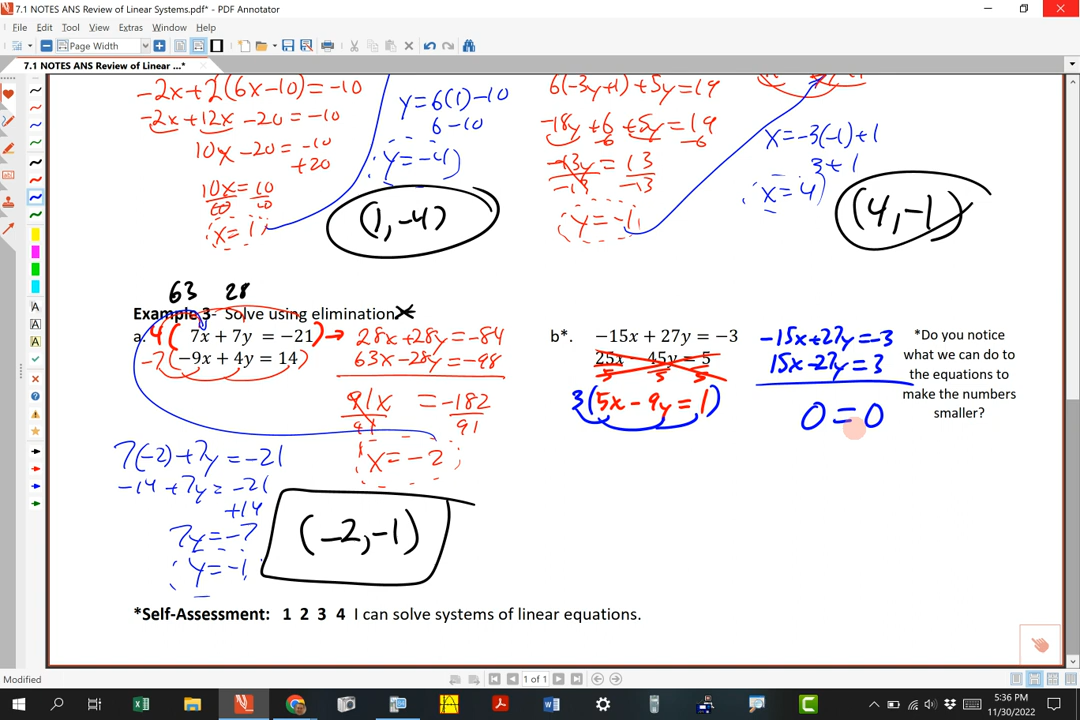 7.1 NOTES ANS Review of Linear Systems.pdf* - PDF Annotator
File Edit Tool View Extras Window Help
Page Width
7.1 NOTES ANS Review of Linear ...*
-2x+2(6x-10)=-10
-2x+12x-20=-10
10x-20=-10
+20
10x=10
x=1
y=6(1)-10
6-10
y=-4
(1,-4)
6(-3y+1)+5y=19
-18y+6+5y=19
-6 -6
-13y=13
-13 -13
y=-1
x=-3(-1)+1
3+1
x=4
(4,-1)
63 28
Example 3- Solve using elimination.
a. 4( 7x + 7y = -21)
-7( -9x + 4y = 14)
28x+28y=-84
63x-28y=-98
91x =-182
91 91
x=-2
7(-2)+7y=-21
-14+7y=-21
+14
7y=-7
y=-1
(-2,-1)
b*. -15x + 27y = -3
25x - 45y = 5
5 5 5
3(5x-9y=1)
-15x+27y=-3
15x-27y=3
0=0
*Do you notice
what we can do to
the equations to
make the numbers
smaller?
*Self-Assessment: 1 2 3 4 I can solve systems of linear equations.
Modified
1 of 1
5:36 PM
11/30/2022